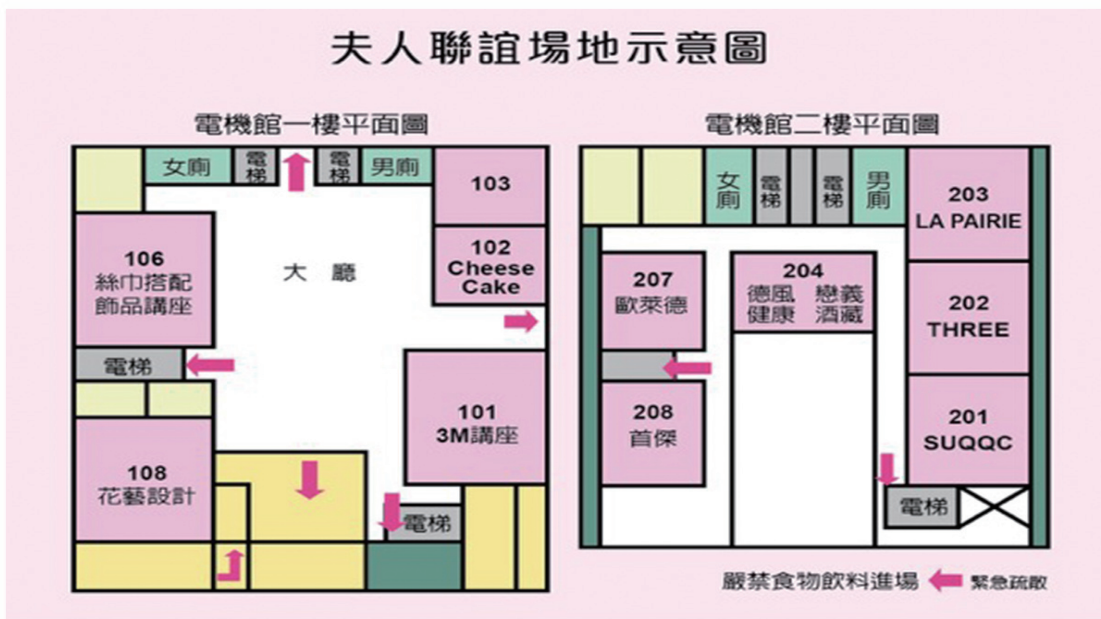 夫人聯誼場地示意圖
電機館一樓平面圖
女廁
電梯
電梯
男廁
103
102
Cheese
Cake
106
絲巾搭配
飾品講座
大廳
電梯
101
3M講座
108
花藝設計
電梯
電機館二樓平面圖
女廁
電梯
電梯
男廁
203
LA PAIRIE
207
歐萊德
204
德風 戀義
健康 酒藏
202
THREE
208
首傑
201
SUQQC
電梯
嚴禁食物飲料進場
緊急疏散